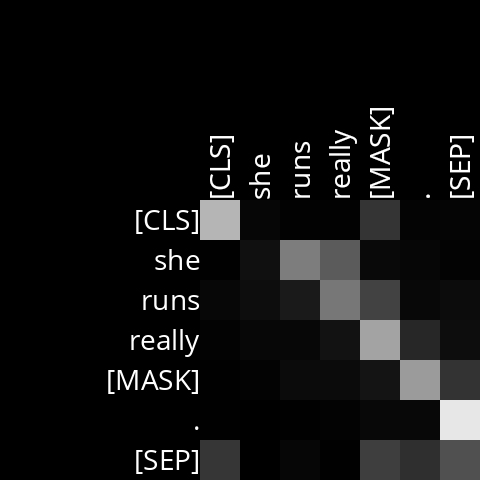 [CLS]
she
runs
really
[MASK]
.
[SEP]
[CLS]
she
runs
really
[MASK]
.
[SEP]